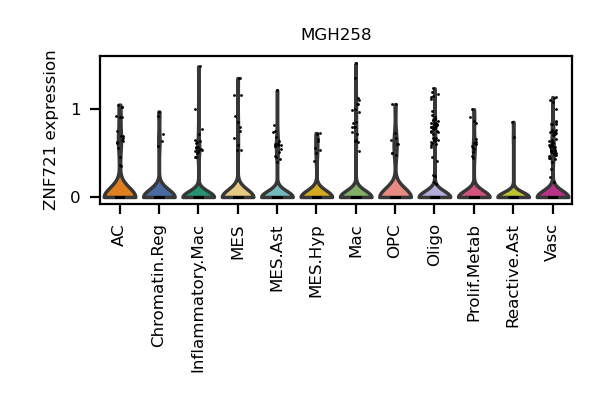 MGH258
ZNF721 expression
1
0
AC
Chromatin.Reg
Inflammatory.Mac
MES
MES.Ast
MES.Hyp
Mac
OPC
Oligo
Prolif.Metab
Reactive.Ast
Vasc